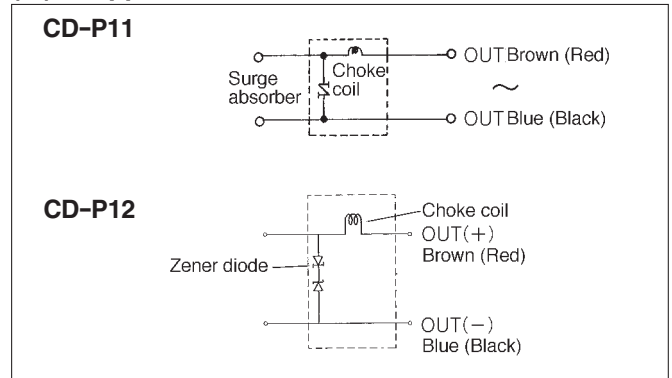 CD-P11
OUT Brown (Red)
Choke
coil
Surge
absorber
~
OUT Blue (Black)
CD-P12
Choke coil
OUT(+)
Brown (Red)
Zener diode
OUT(-)
Blue (Black)